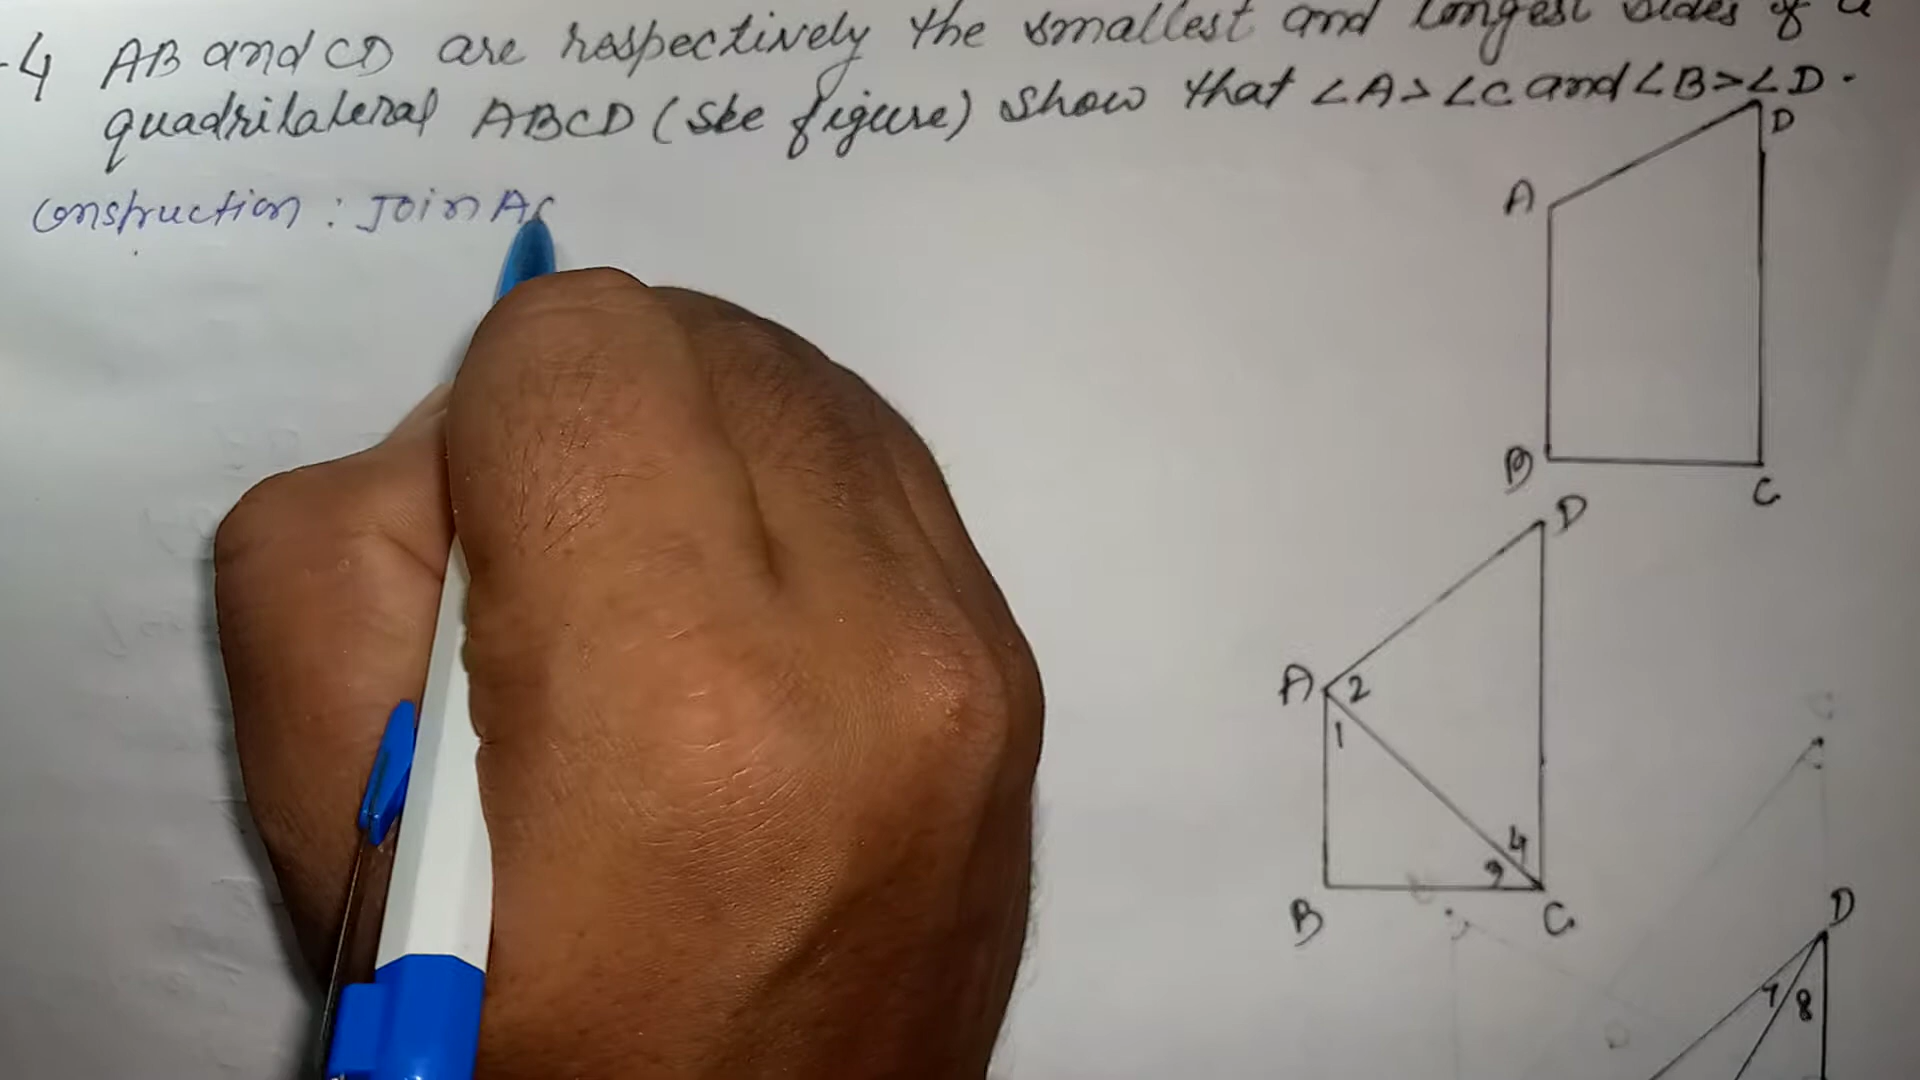 -4 AB and CD are respectively the smallest and longest sides of a
quadrilateral ABCD (see figure) Show that ∠A>∠C and ∠B>∠D.
Construction : Join AC
D
A
B
C
D
A 2
1
4
3
B
C
D
7 8